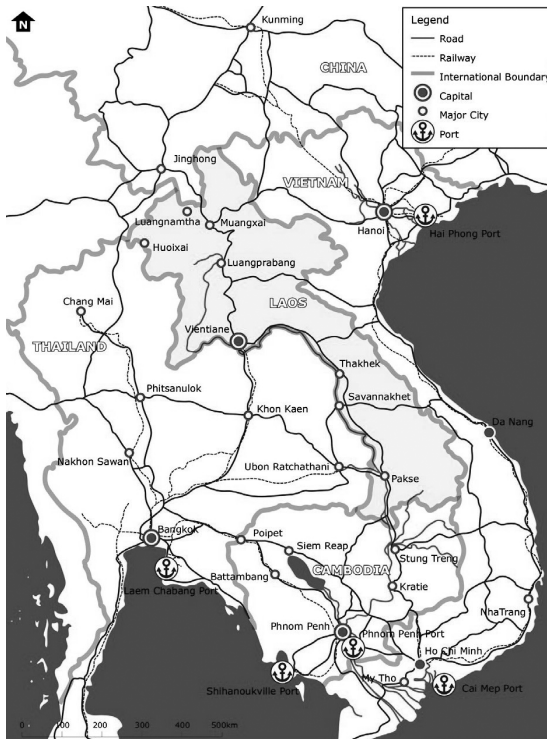 N
Kunming
Legend
Road
Railway
International Boundary
Capital
Major City
Port
CHINA
Jinghong
VIETNAM
Luangnamtha
Muangxai
Hanoi
Hai Phong Port
Huoixai
Luangprabang
Chang Mai
LAOS
Vientiane
THAILAND
Thakhek
Phitsanulok
Savannakhet
Khon Kaen
Da Nang
Nakhon Sawan
Ubon Ratchathani
Pakse
Bangkok
Poipet
Siem Reap
Stung Treng
CAMBODIA
Battambang
Laem Chabang Port
Kratie
NhaTrang
Phnom Penh
Phnom Penh Port
Ho Chi Minh
My Tho
Shihanoukville Port
Cai Mep Port
0 100 200 300 400 500km